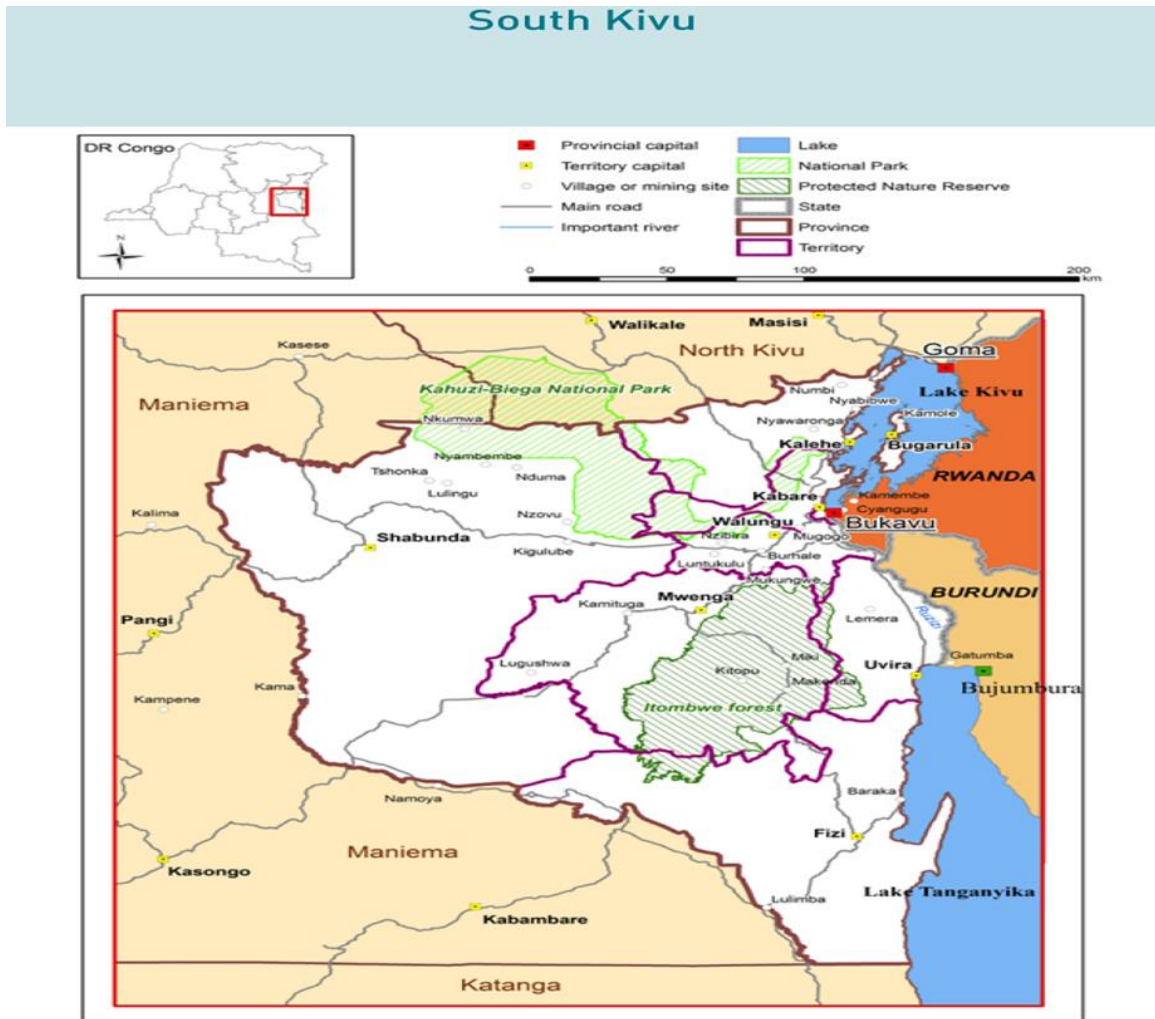 South Kivu
DR Congo
N
Provincial capital
Territory capital
Village or mining site
Main road
Important river
Lake
National Park
Protected Nature Reserve
State
Province
Territory
0 50 100 200
km
Walikale
Masisi
Kasese
North Kivu
Goma
Kahuzi-Biega National Park
Lake Kivu
Maniema
Numbi
Nyabibwe
Kamole
Nkumwa
Nyawaronga
Kalehe
Bugarula
Nyambembe
Tshonka
Nduma
Lulingu
RWANDA
Kabare
Kamembe
Cyangugu
Kalima
Nzovu
Walungu
Bukavu
Shabunda
Nzibira
Mugogo
Kigulube
Burhale
Luntukulu
Mukungwe
BURUNDI
Mwenga
Kamituga
Lemera
Ruzizi
Pangi
Miki
Gatumba
Lugushwa
Kitopu
Uvira
Makenda
Bujumbura
Kama
Kampene
Itombwe forest
Namoya
Baraka
Fizi
Maniema
Kasongo
Lake Tanganyika
Lulimba
Kabambare
Katanga